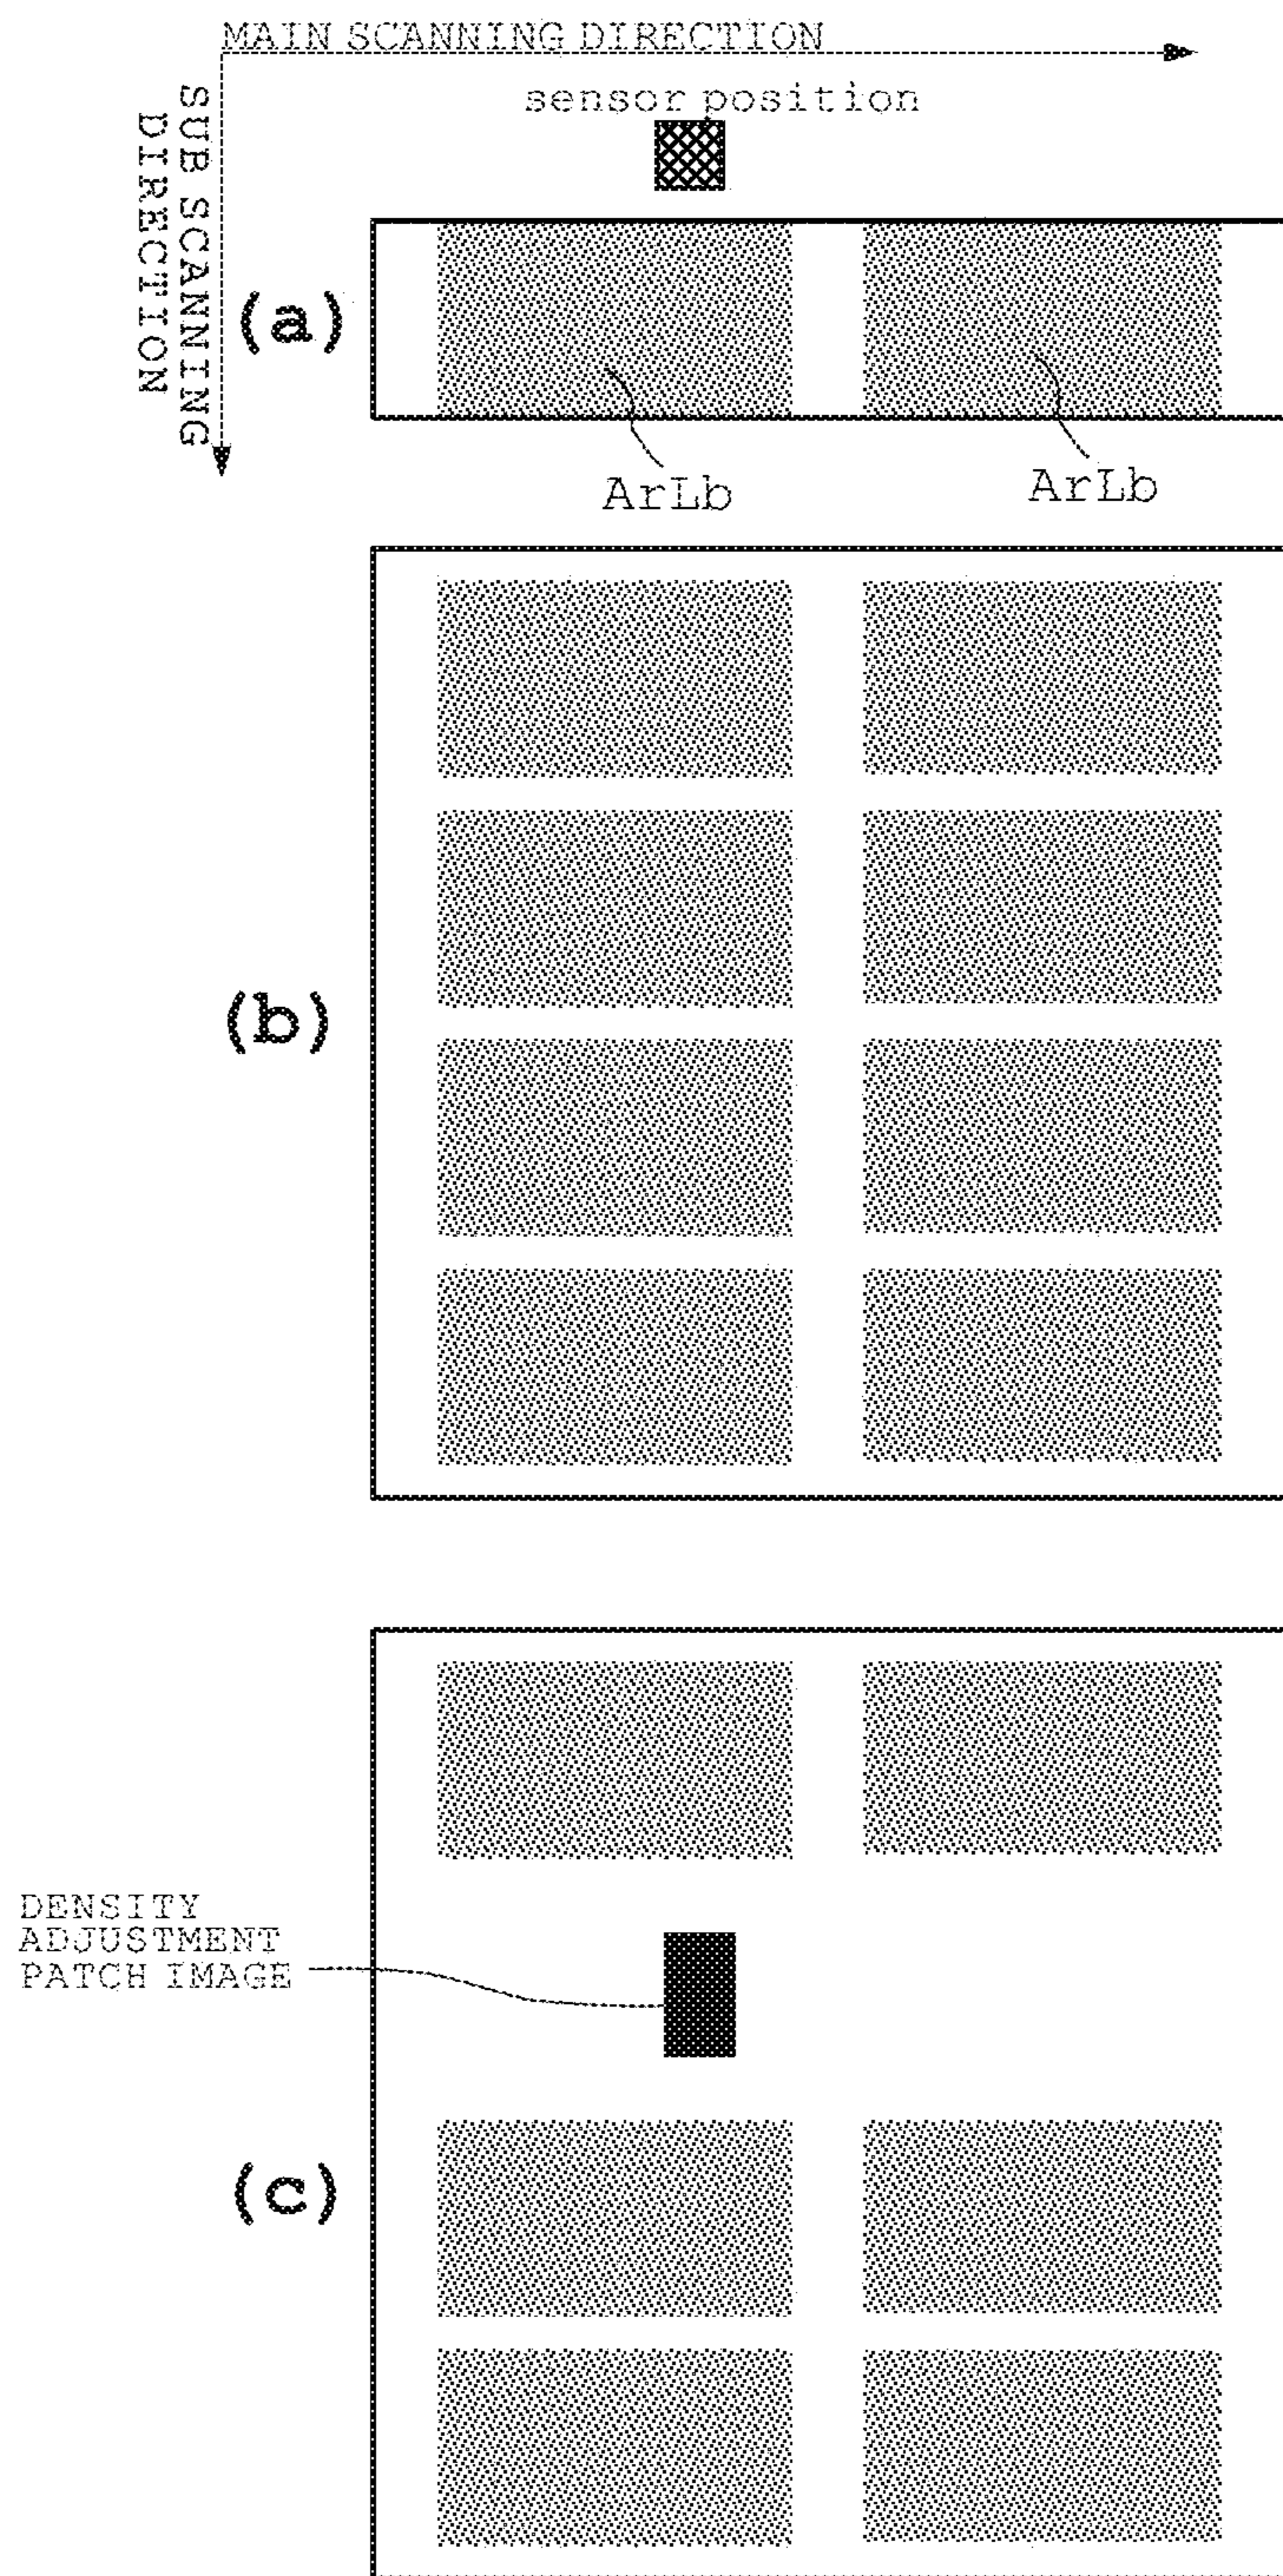 MAIN SCANNING DIRECTION
sensor position
SUB SCANNING
DIRECTION
(a)
ArLb
ArLb
(b)
DENSITY
ADJUSTMENT
PATCH IMAGE
(c)